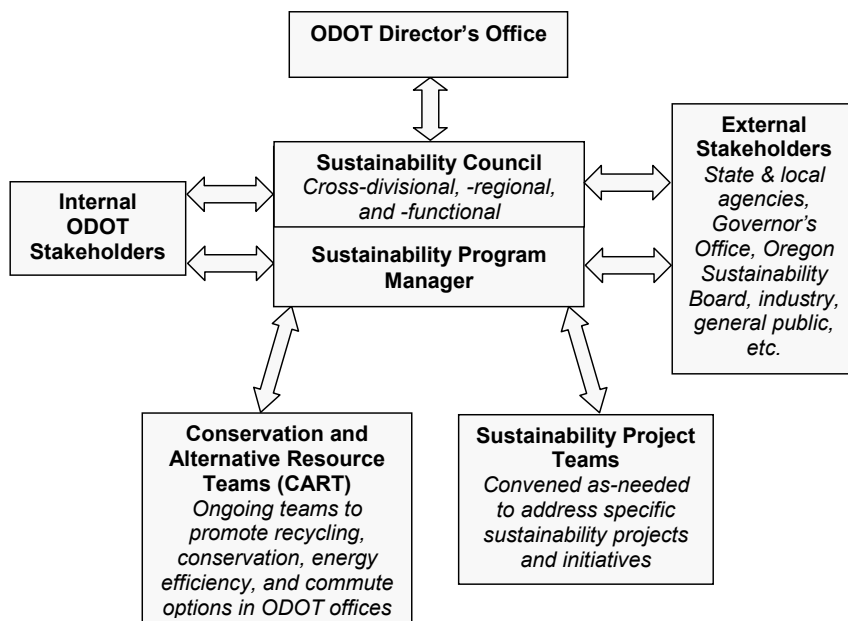 ODOT Director's Office
Sustainability Council
Cross-divisional, -regional,
and -functional
Sustainability Program
Manager
Internal
ODOT
Stakeholders
External
Stakeholders
State & local
agencies,
Governor's
Office, Oregon
Sustainability
Board, industry,
general public,
etc.
Conservation and
Alternative Resource
Teams (CART)
Ongoing teams to
promote recycling,
conservation, energy
efficiency, and commute
options in ODOT offices
Sustainability Project
Teams
Convened as-needed
to address specific
sustainability projects
and initiatives